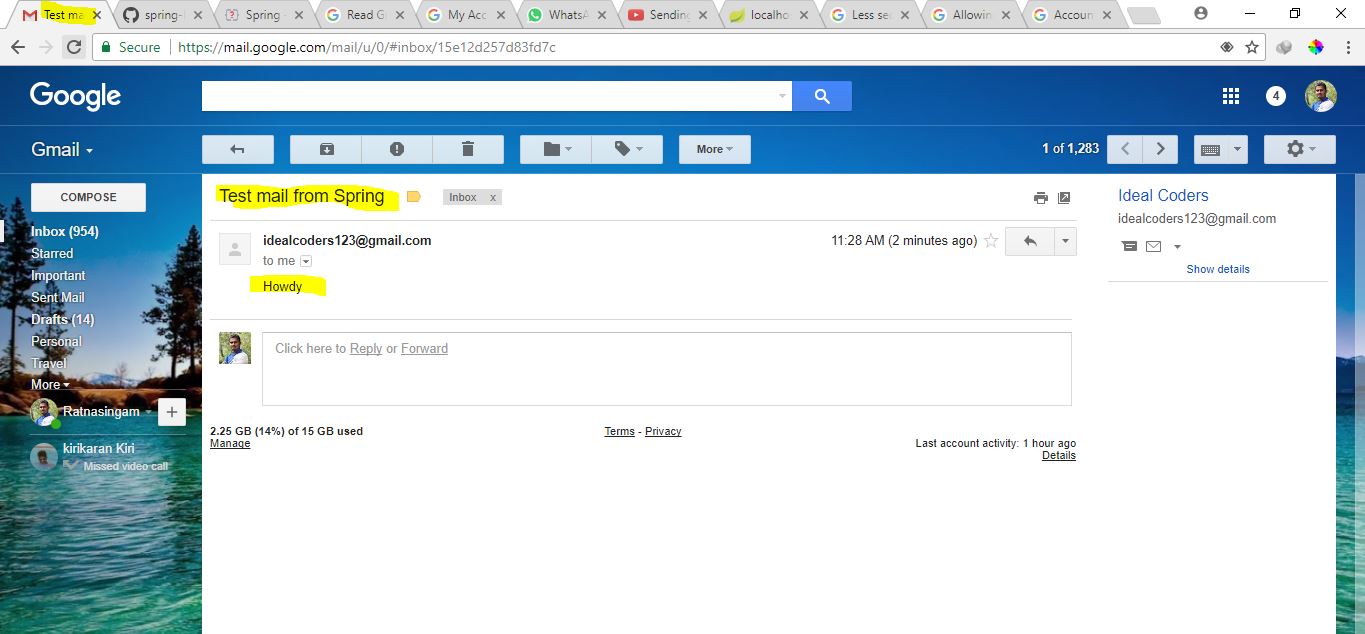 Test ma
spring-
Spring
Read G
My Acc
WhatsA
Sending
localho
Less se
Allowin
Accoun
Secure
https://mail.google.com/mail/u/0/#inbox/15e12d257d83fd7c
Google
4
Gmail
More
1 of 1,283
COMPOSE
Test mail from Spring
Inbox x
Ideal Coders
idealcoders123@gmail.com
Show details
Inbox (954)
Starred
Important
Sent Mail
Drafts (14)
Personal
Travel
More
idealcoders123@gmail.com
11:28 AM (2 minutes ago)
to me
Howdy
Click here to Reply or Forward
Ratnasingam
+
kirikaran Kiri
Missed video call
2.25 GB (14%) of 15 GB used
Manage
Terms - Privacy
Last account activity: 1 hour ago
Details